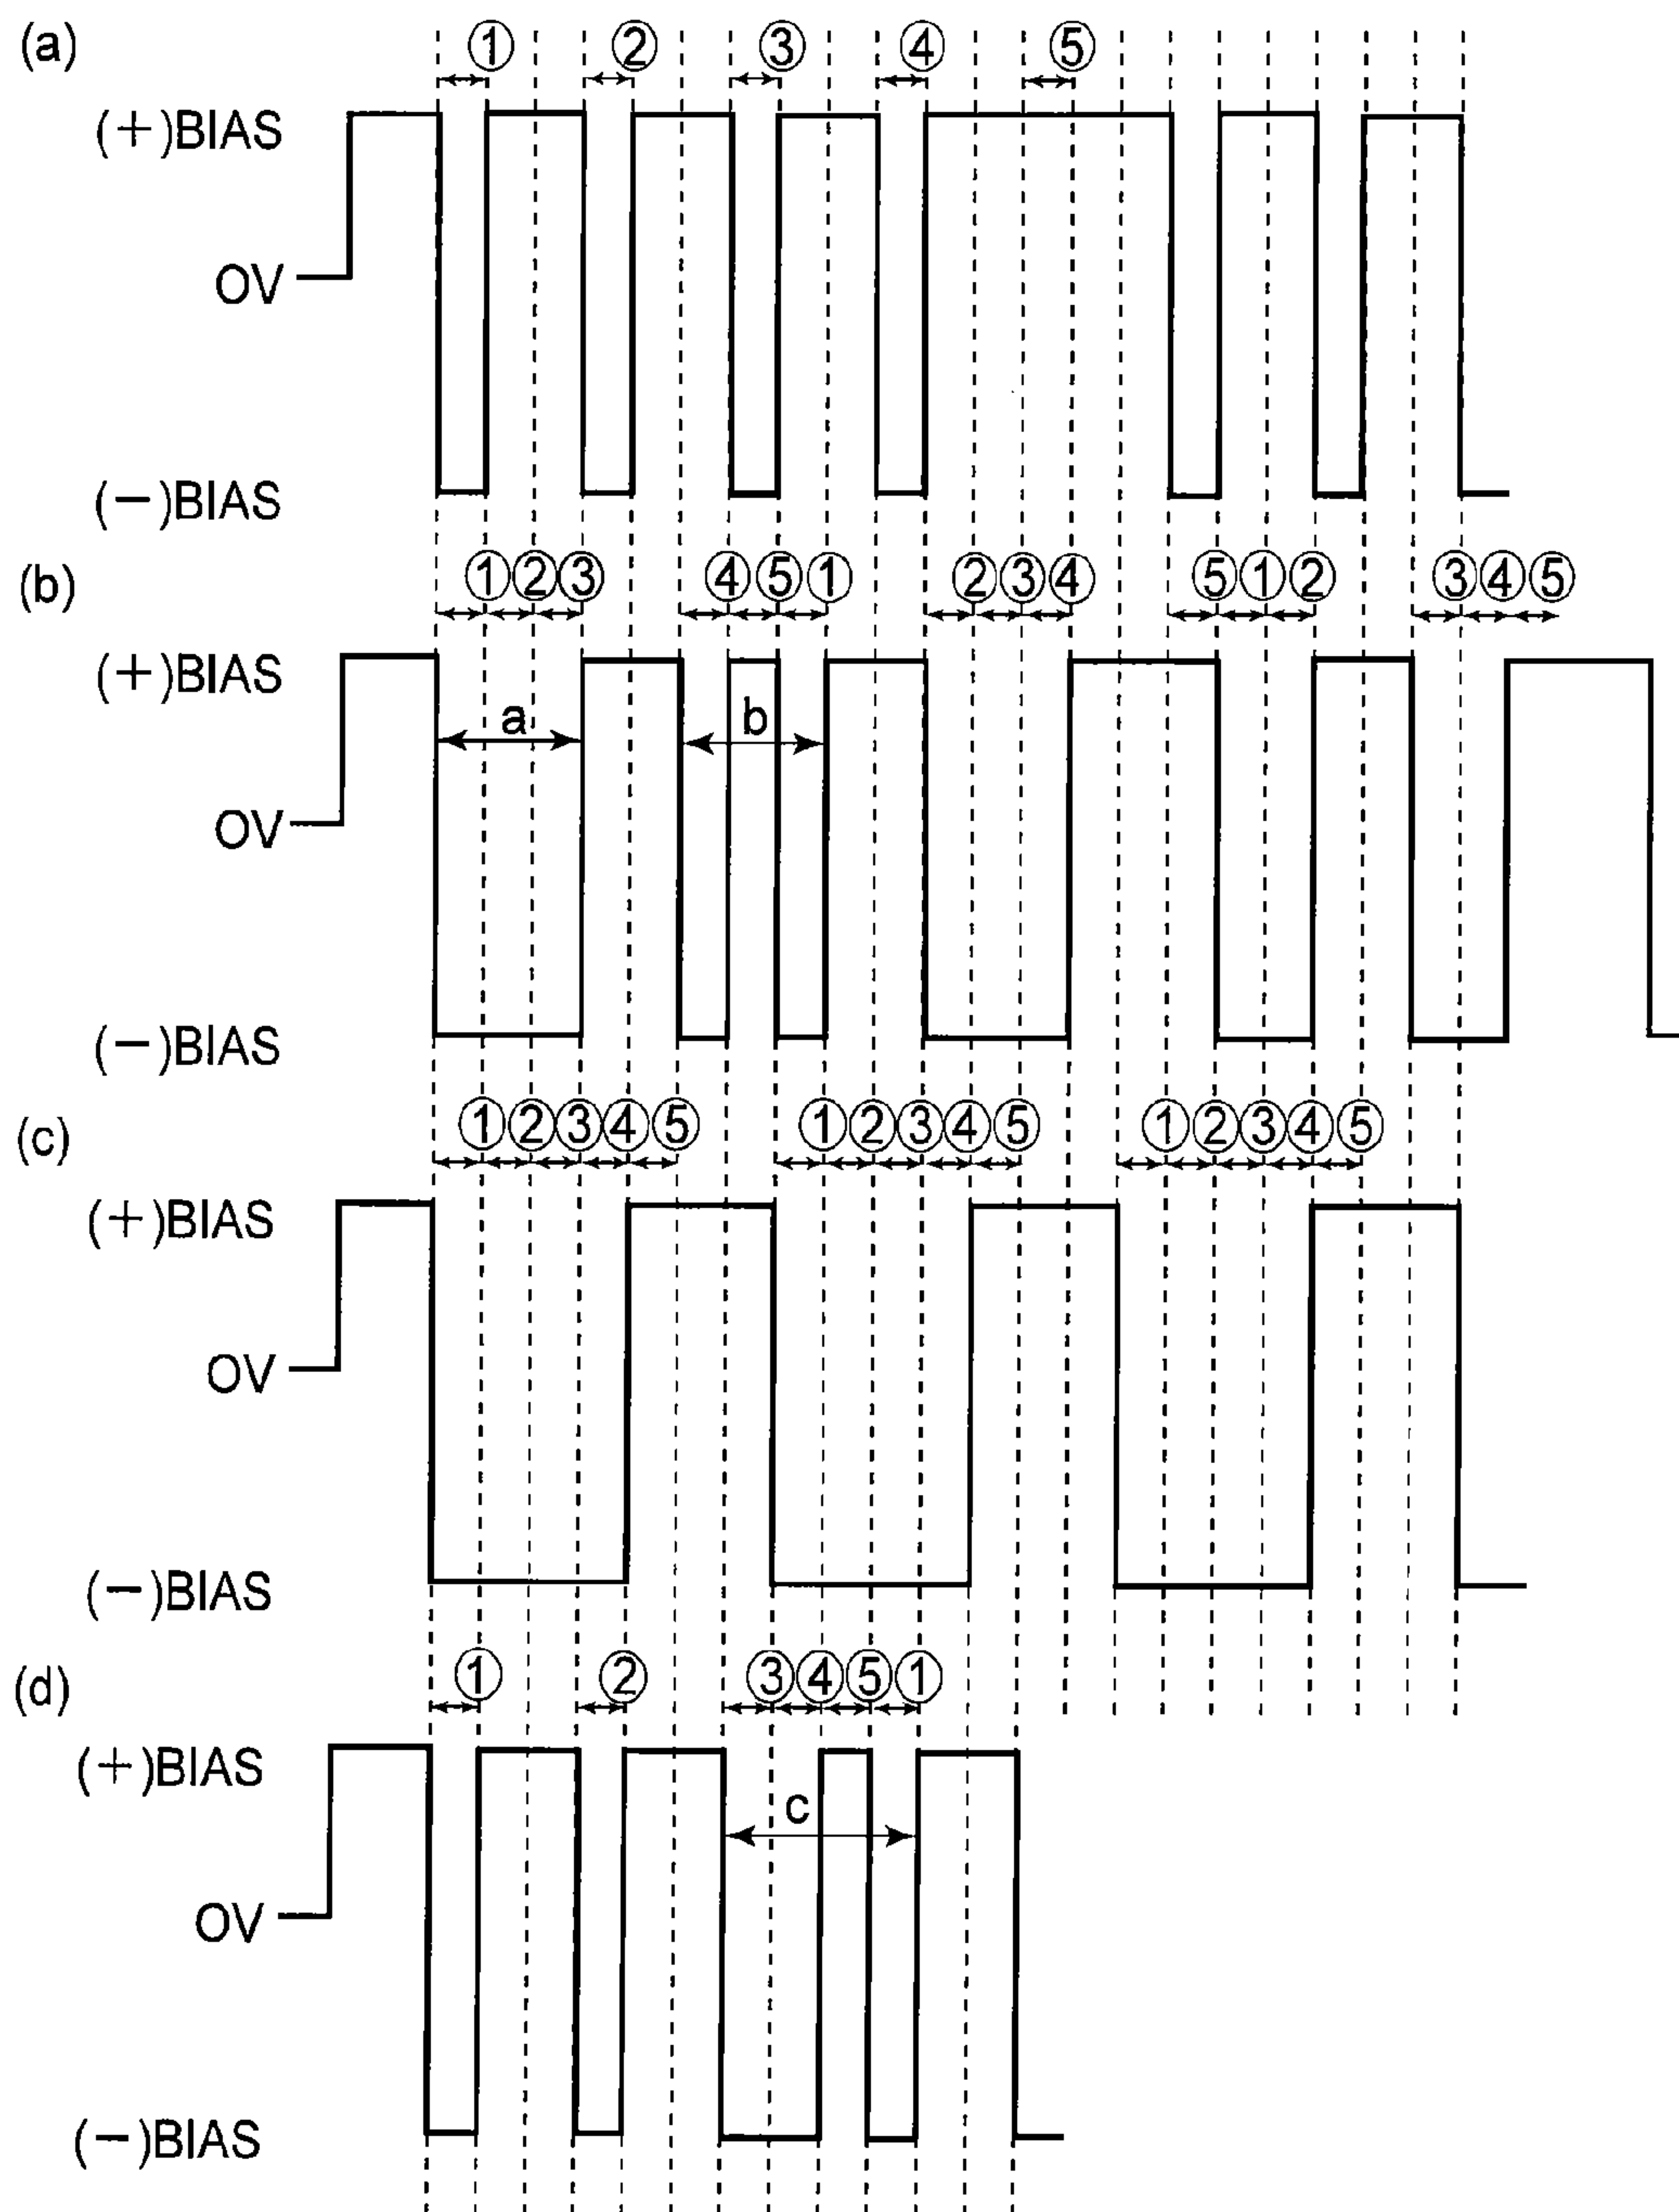 (a)
① ② ③ ④ ⑤
(+)BIAS
OV
(−)BIAS
(b)
①②③ ④⑤① ②③④ ⑤①② ③④⑤
(+)BIAS
a b
OV
(−)BIAS
(c)
①②③④⑤ ①②③④⑤ ①②③④⑤
(+)BIAS
OV
(−)BIAS
(d)
① ② ③④⑤①
(+)BIAS
c
OV
(−)BIAS